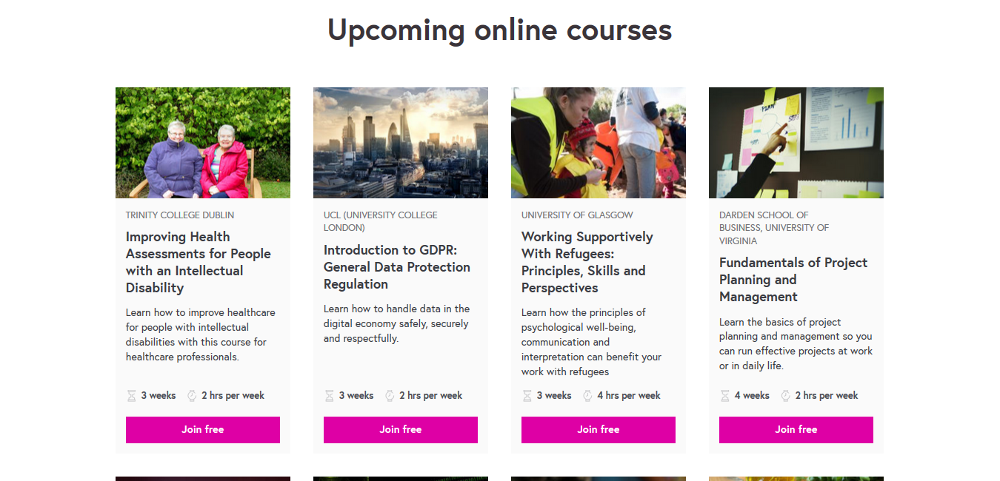 Upcoming online courses
TRINITY COLLEGE DUBLIN
Improving Health
Assessments for People
with an Intellectual
Disability
Learn how to improve healthcare
for people with intellectual
disabilities with this course for
healthcare professionals.
3 weeks 2 hrs per week
Join free
UCL (UNIVERSITY COLLEGE
LONDON)
Introduction to GDPR:
General Data Protection
Regulation
Learn how to handle data in the
digital economy safely, securely
and respectfully.
3 weeks 2 hrs per week
Join free
UNIVERSITY OF GLASGOW
Working Supportively
With Refugees:
Principles, Skills and
Perspectives
Learn how the principles of
psychological well-being,
communication and
interpretation can benefit your
work with refugees
3 weeks 4 hrs per week
Join free
PLAN
DARDEN SCHOOL OF
BUSINESS, UNIVERSITY OF
VIRGINIA
Fundamentals of Project
Planning and
Management
Learn the basics of project
planning and management so you
can run effective projects at work
or in daily life.
4 weeks 2 hrs per week
Join free